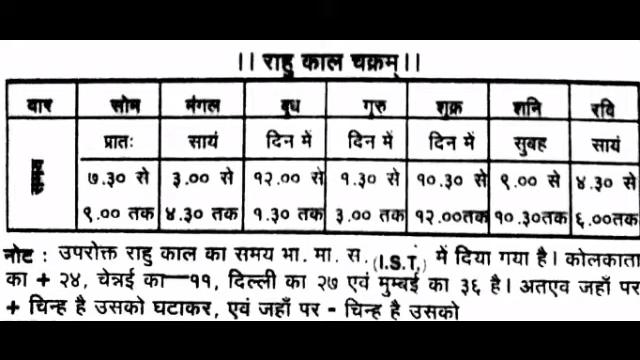 ।। राहु काल चक्रम् ।।
वार सोम मंगल बुध गुरु शुक्र शनि रवि
प्रातः सायं दिन में दिन में दिन में सुबह सायं
७.३० से ३.०० से १२.०० से १.३० से १०.३० से ९.०० से ४.३० से
९.०० तक ४.३० तक १.३० तक ३.०० तक १२.००तक १०.३०तक ६.००तक
नोट : उपरोक्त राहु काल का समय भा. मा. स. (I.S.T.) में दिया गया है। कोलकाता
का + २४, चेन्नई का — ११, दिल्ली का २७ एवं मुम्बई का ३६ है। अतएव जहाँ पर
+ चिन्ह है उसको घटाकर, एवं जहाँ पर - चिन्ह है उसको